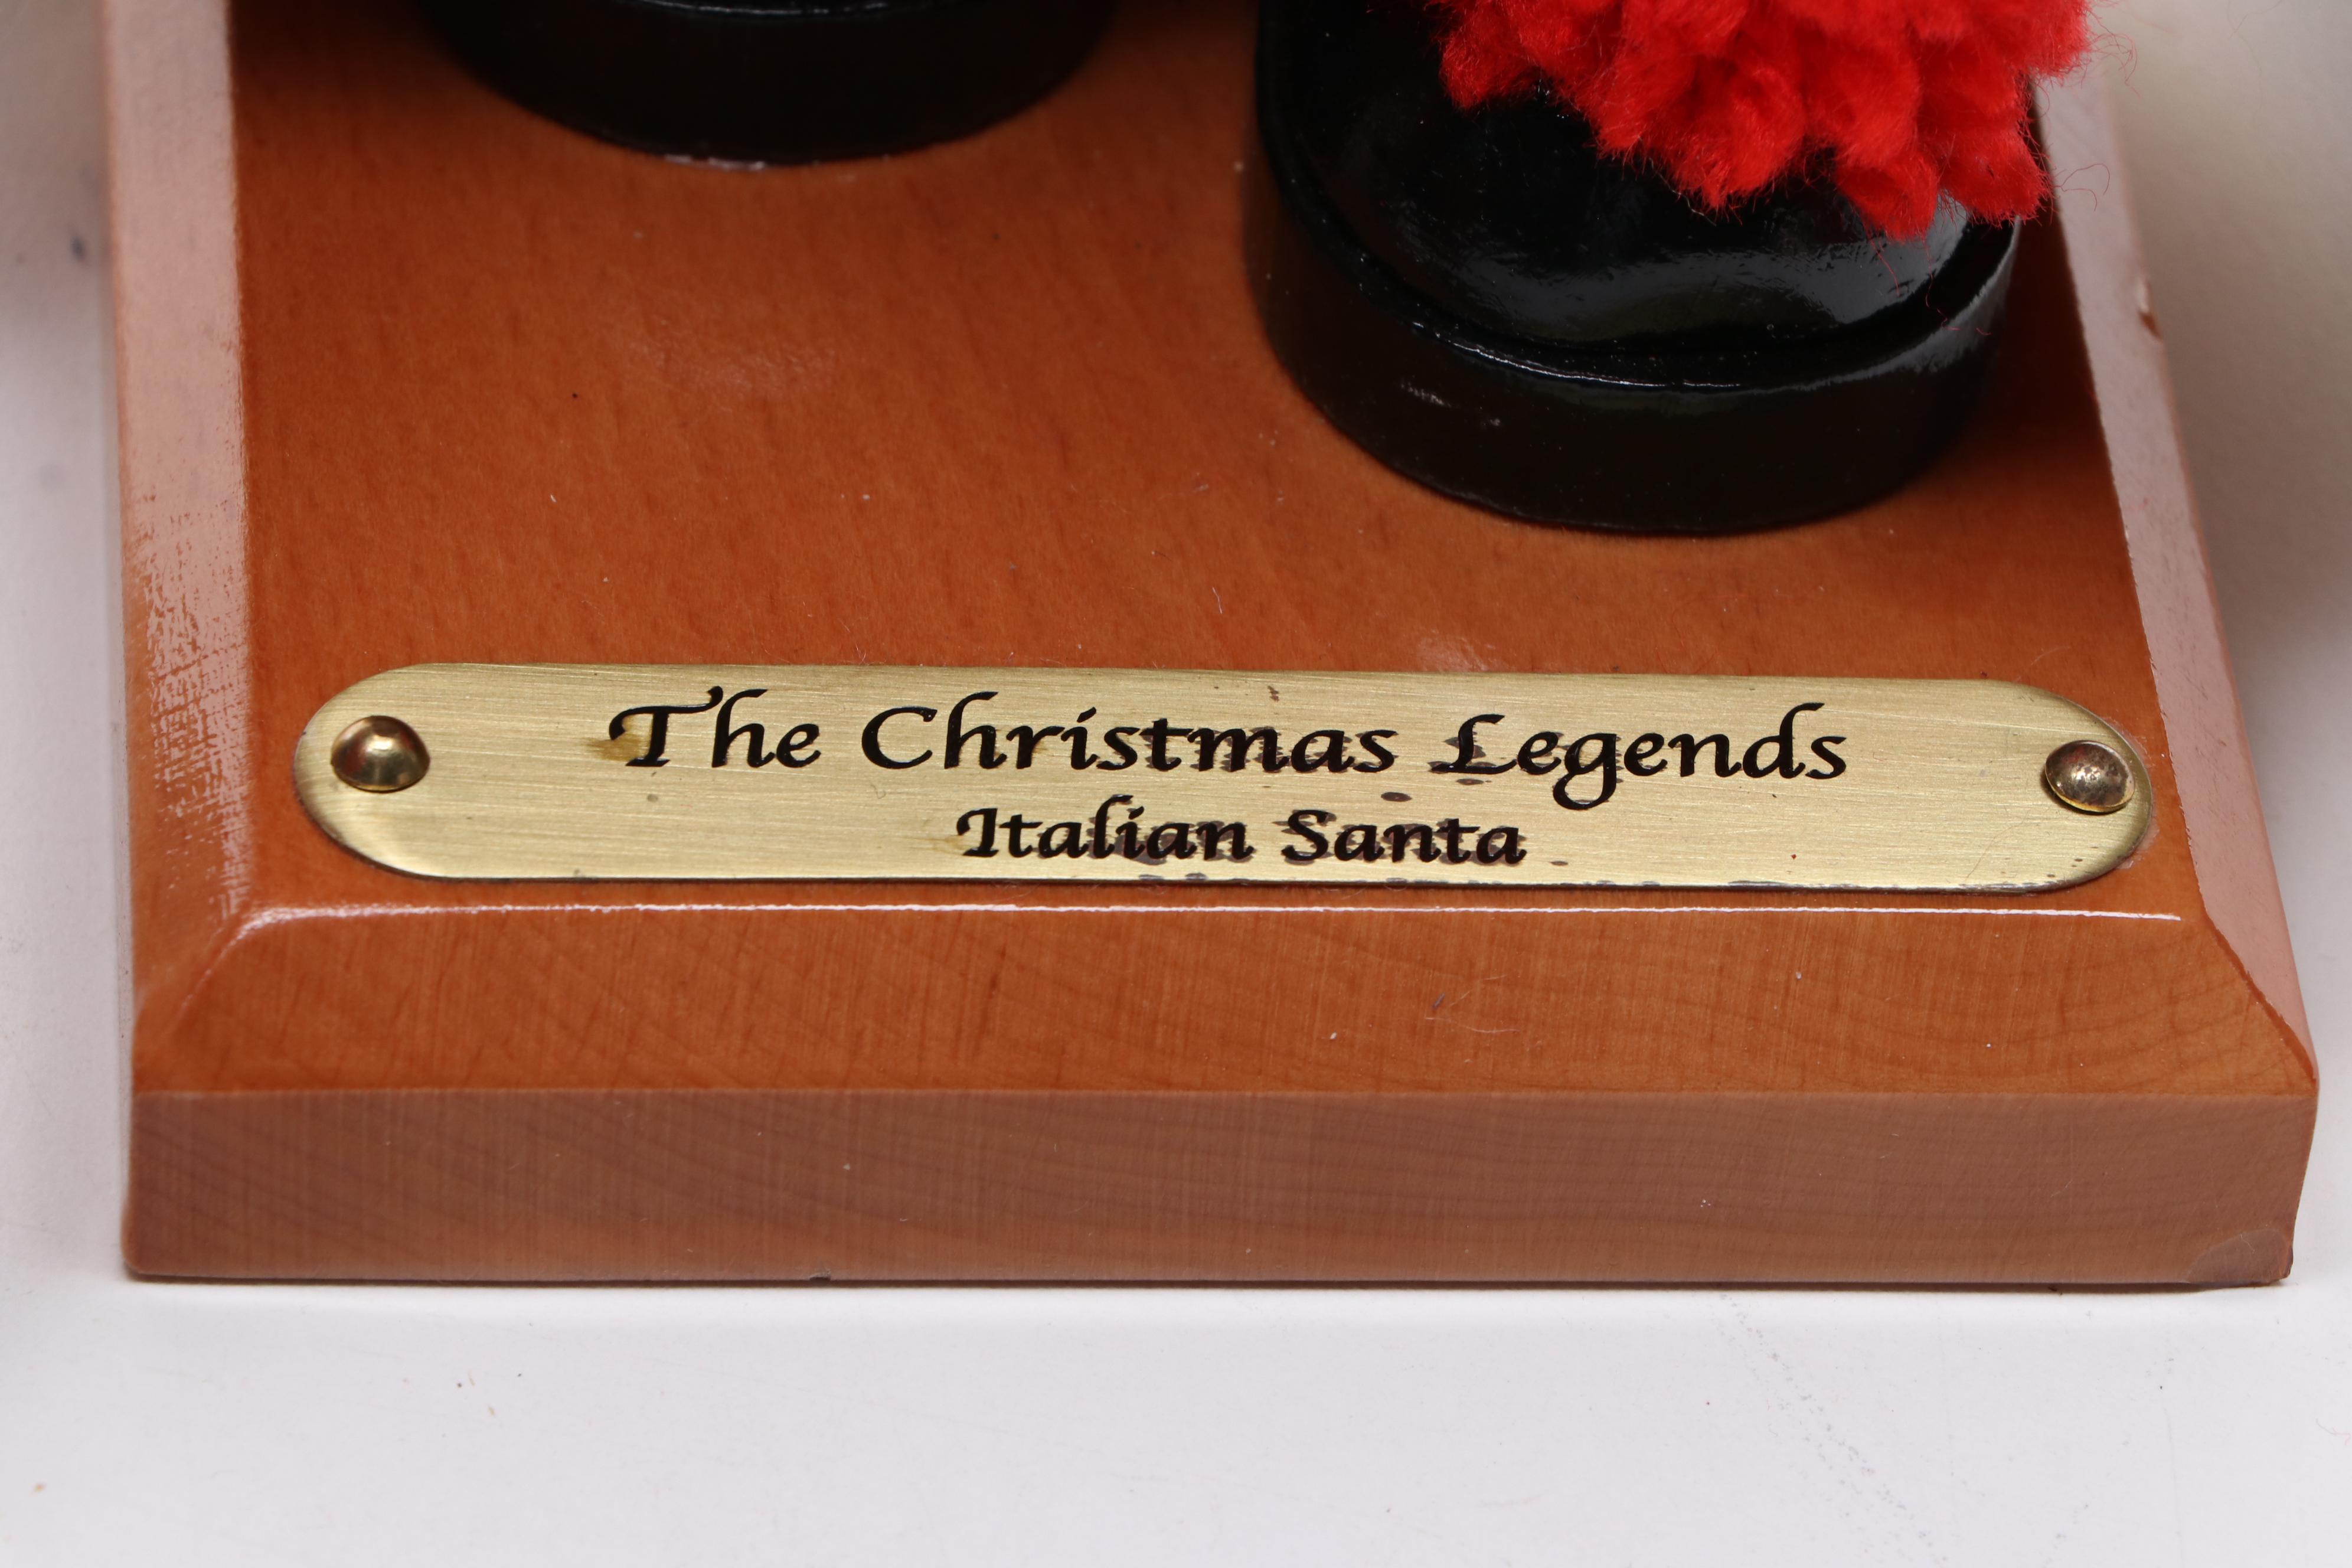 The Christmas Legends
Italian Santa